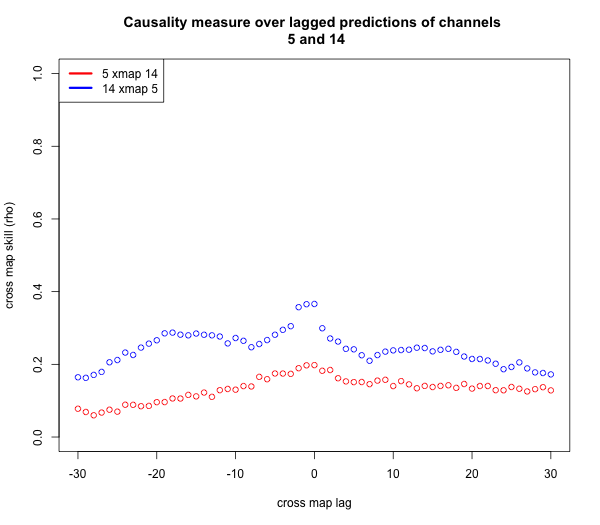 Causality measure over lagged predictions of channels
5 and 14
5 xmap 14
14 xmap 5
1.0
0.8
0.6
0.4
0.2
0.0
cross map skill (rho)
-30 -20 -10 0 10 20 30
cross map lag